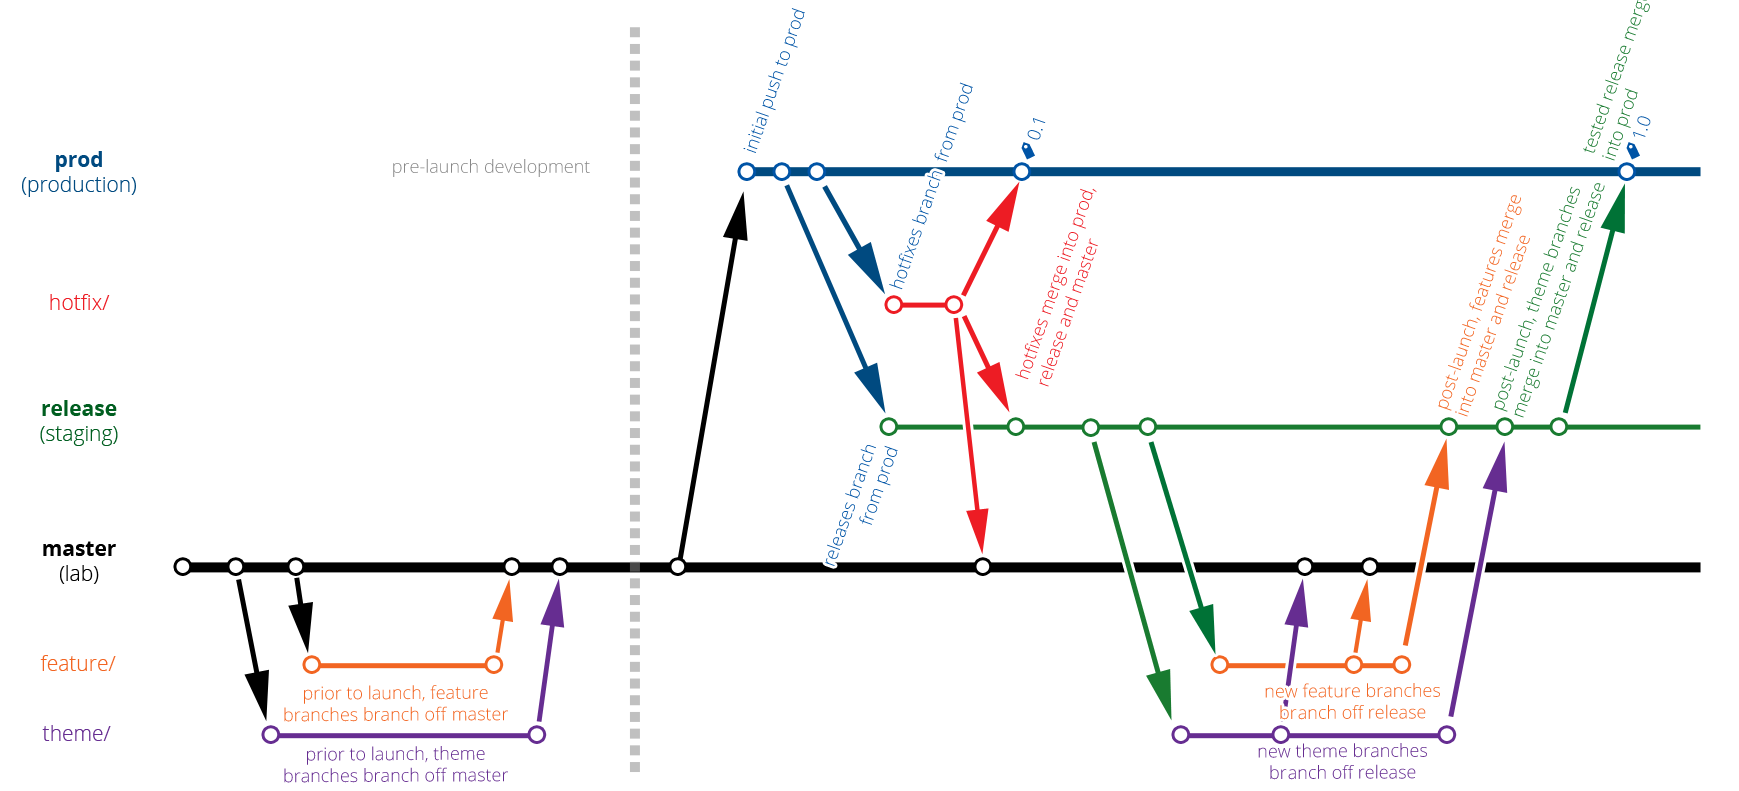 prod
(production)
pre-launch development
initial push to prod
hotfixes branch from prod
0.1
tested release merge
into prod
1.0
hotfix/
hotfixes merge into prod,
release and master
post-launch, features merge
into master and release
post-launch, theme branches
merge into master and release
release
(staging)
releases branch
from prod
master
(lab)
feature/
prior to launch, feature
branches branch off master
new feature branches
branch off release
theme/
prior to launch, theme
branches branch off master
new theme branches
branch off release